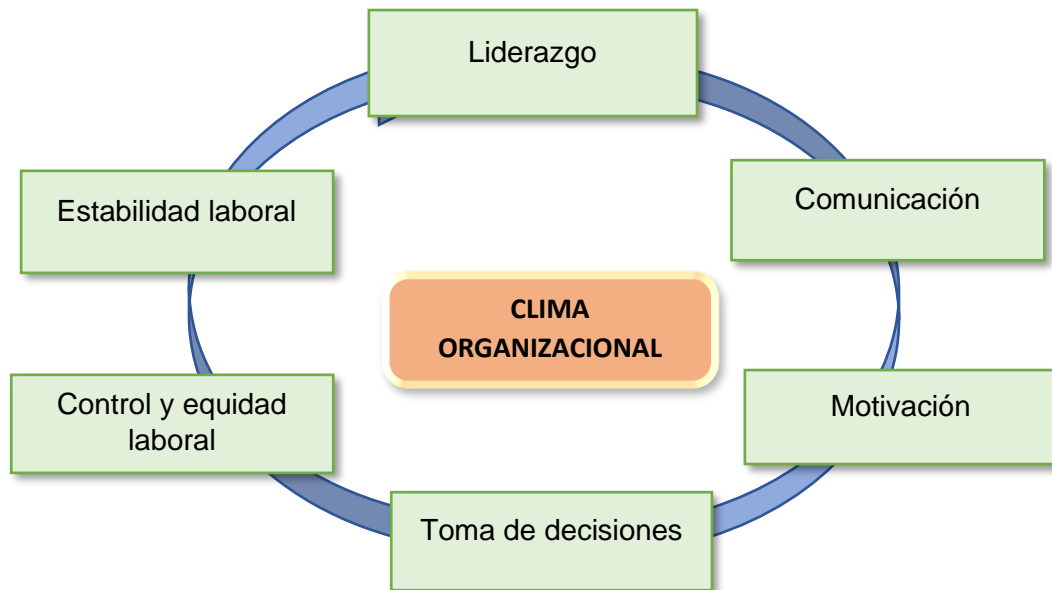 Liderazgo
Comunicación
Motivación
Toma de decisiones
Control y equidad
laboral
Estabilidad laboral
CLIMA
ORGANIZACIONAL